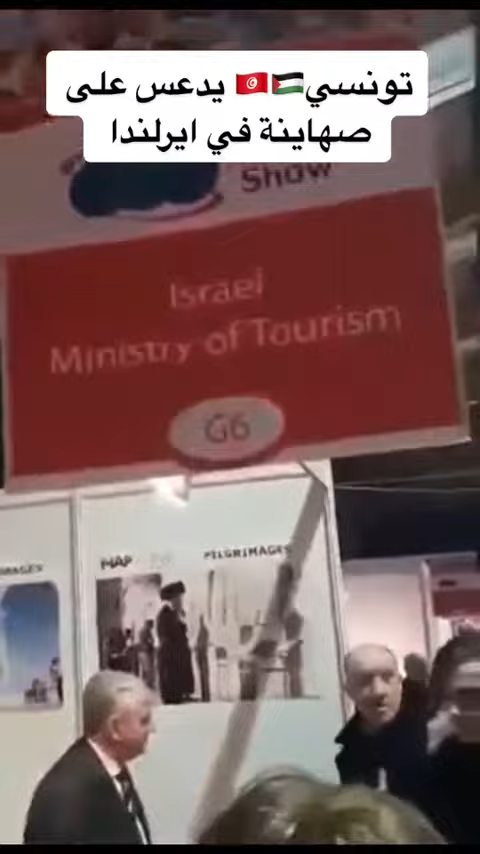 تونسي🇵🇸🇹🇳 يدعس على
صهاينة في ايرلندا
Show
Israel
Ministry of Tourism
G6
MAP
PILGRIMAGES